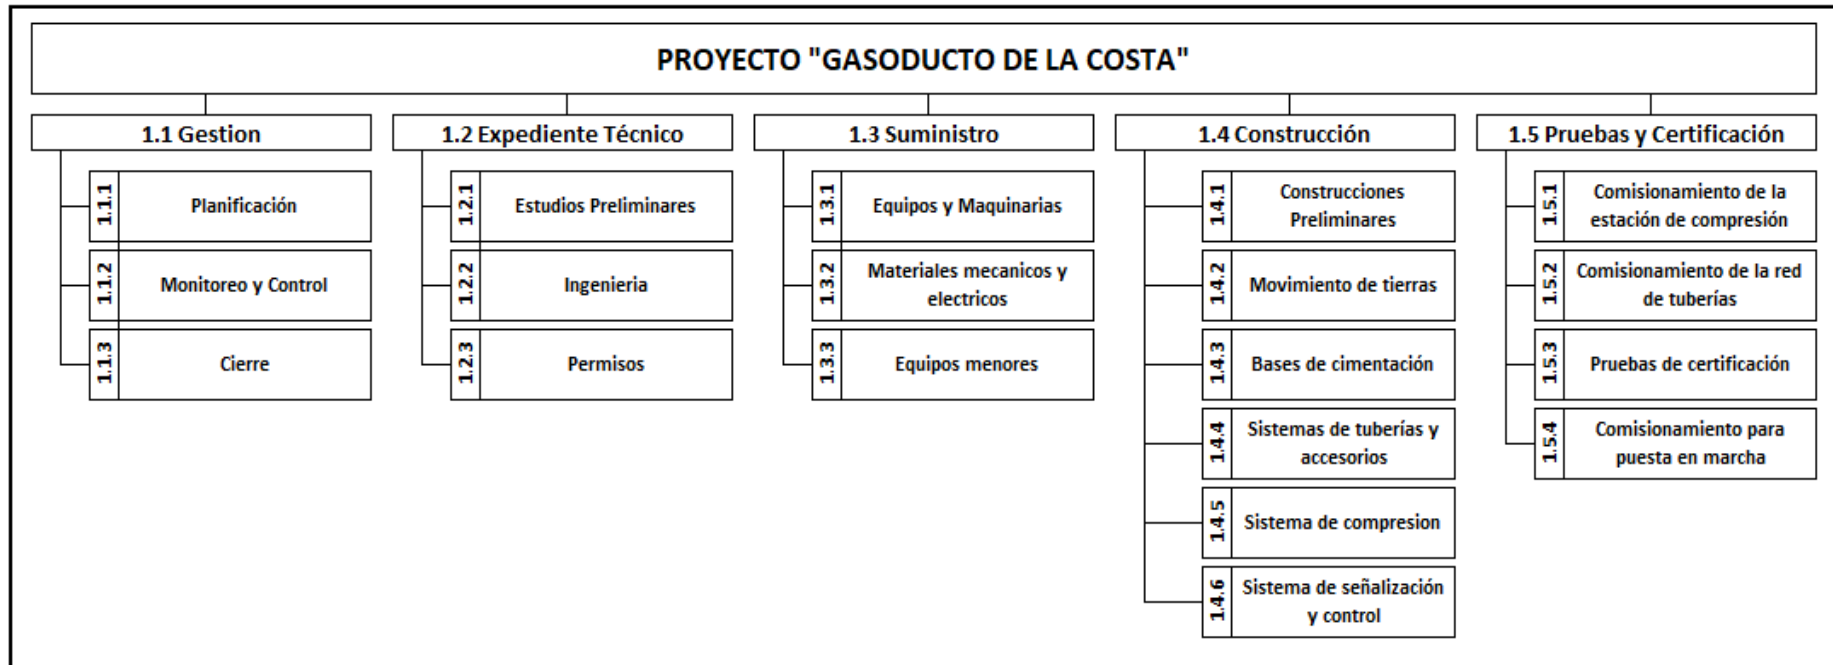 PROYECTO "GASODUCTO DE LA COSTA"
1.1 Gestion
1.1.1
Planificación
1.1.2
Monitoreo y Control
1.1.3
Cierre
1.2 Expediente Técnico
1.2.1
Estudios Preliminares
1.2.2
Ingenieria
1.2.3
Permisos
1.3 Suministro
1.3.1
Equipos y Maquinarias
1.3.2
Materiales mecanicos y
electricos
1.3.3
Equipos menores
1.4 Construcción
1.4.1
Construcciones
Preliminares
1.4.2
Movimiento de tierras
1.4.3
Bases de cimentación
1.4.4
Sistemas de tuberías y
accesorios
1.4.5
Sistema de compresion
1.4.6
Sistema de señalización
y control
1.5 Pruebas y Certificación
1.5.1
Comisionamiento de la
estación de compresión
1.5.2
Comisionamiento de la red
de tuberías
1.5.3
Pruebas de certificación
1.5.4
Comisionamiento para
puesta en marcha